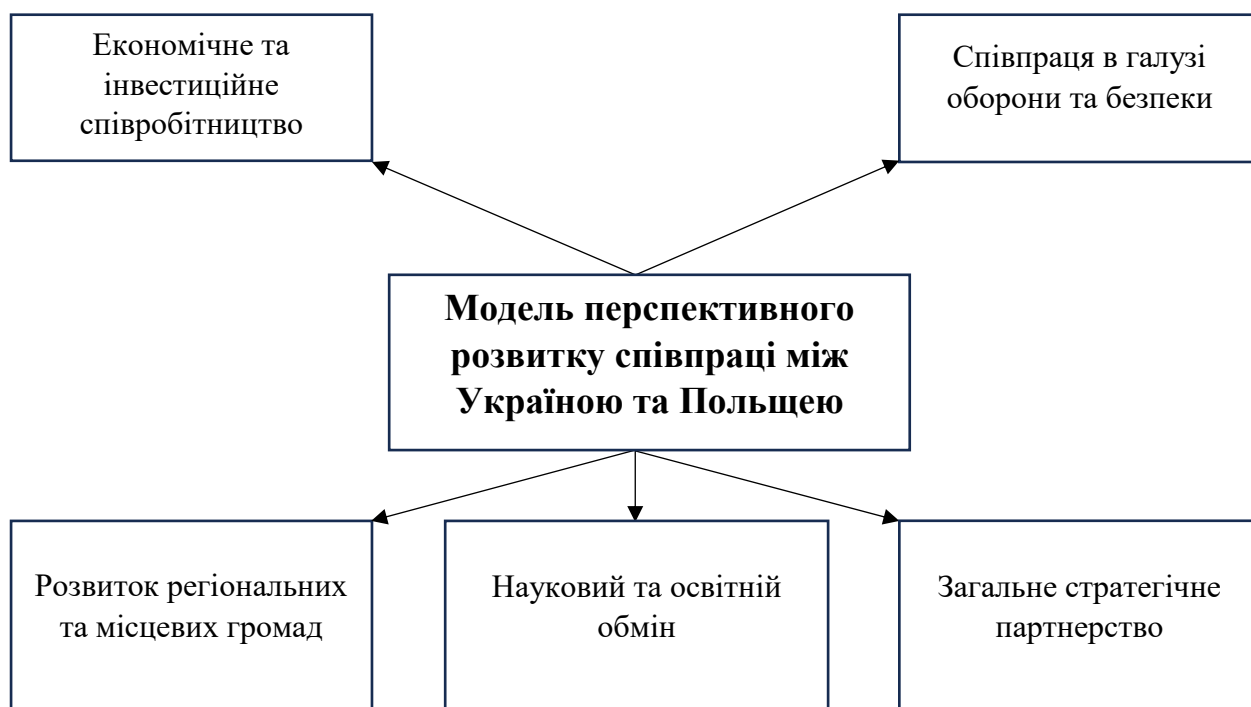 Економічне та
інвестиційне
співробітництво
Співпраця в галузі
оборони та безпеки
Модель перспективного
розвитку співпраці між
Україною та Польщею
Розвиток регіональних
та місцевих громад
Науковий та освітній
обмін
Загальне стратегічне
партнерство